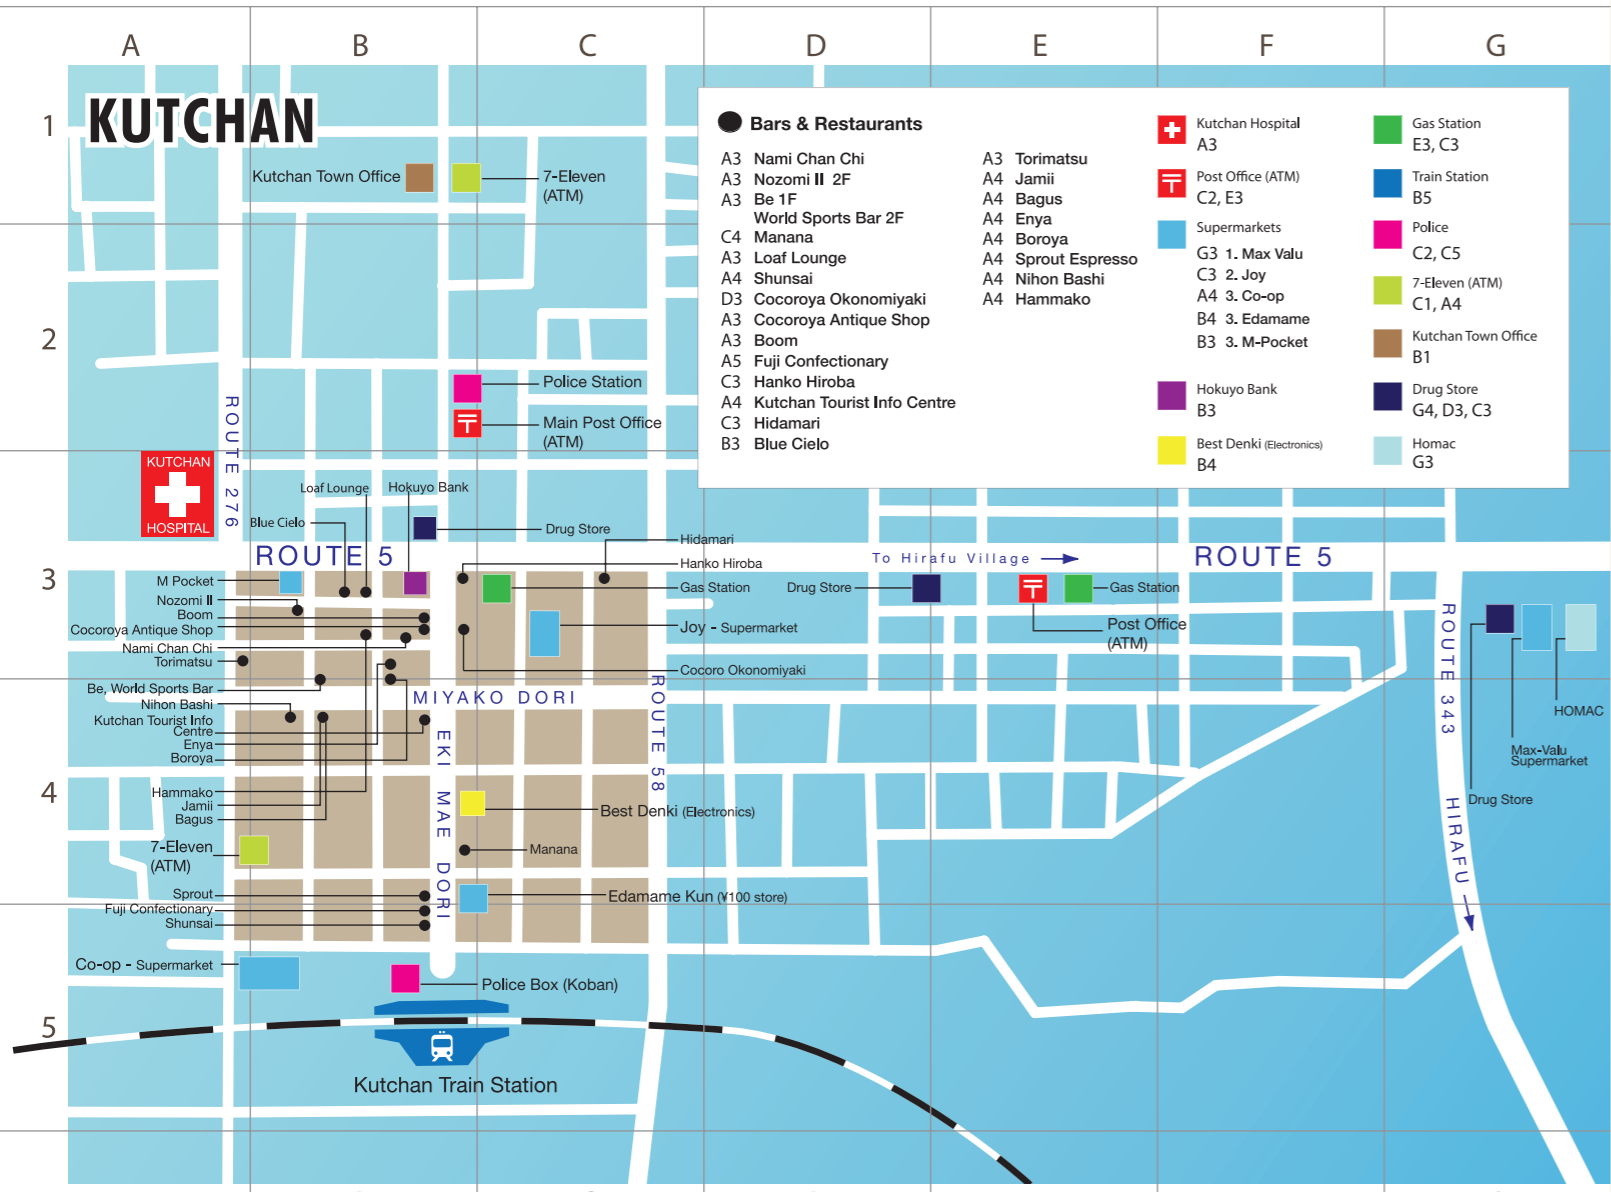 A B C D E F G
1
2
3
4
5
KUTCHAN
Kutchan Town Office
7-Eleven
(ATM)
Police Station
Main Post Office
(ATM)
ROUTE 276
KUTCHAN
HOSPITAL
Loaf Lounge
Hokuyo Bank
Blue Cielo
Drug Store
ROUTE 5
Hidamari
Hanko Hiroba
Gas Station
Joy - Supermarket
Cocoro Okonomiyaki
M Pocket
Nozomi II
Boom
Cocoroya Antique Shop
Nami Chan Chi
Torimatsu
Be, World Sports Bar
Nihon Bashi
Kutchan Tourist Info
Centre
Enya
Boroya
Hammako
Jamii
Bagus
7-Eleven
(ATM)
Sprout
Fuji Confectionary
Shunsai
Co-op - Supermarket
MIYAKO DORI
EKI MAE DORI
ROUTE 58
Best Denki (Electronics)
Manana
Edamame Kun (¥100 store)
Police Box (Koban)
Kutchan Train Station
To Hirafu Village
ROUTE 5
Drug Store
Gas Station
Post Office
(ATM)
ROUTE 343
HIRAFU
HOMAC
Max-Valu
Supermarket
Drug Store
Bars & Restaurants
A3 Nami Chan Chi
A3 Nozomi II 2F
A3 Be 1F
World Sports Bar 2F
C4 Manana
A3 Loaf Lounge
A4 Shunsai
D3 Cocoroya Okonomiyaki
A3 Cocoroya Antique Shop
A3 Boom
A5 Fuji Confectionary
C3 Hanko Hiroba
A4 Kutchan Tourist Info Centre
C3 Hidamari
B3 Blue Cielo
A3 Torimatsu
A4 Jamii
A4 Bagus
A4 Enya
A4 Boroya
A4 Sprout Espresso
A4 Nihon Bashi
A4 Hammako
Kutchan Hospital
A3
Post Office (ATM)
C2, E3
Supermarkets
G3 1. Max Valu
C3 2. Joy
A4 3. Co-op
B4 3. Edamame
B3 3. M-Pocket
Hokuyo Bank
B3
Best Denki (Electronics)
B4
Gas Station
E3, C3
Train Station
B5
Police
C2, C5
7-Eleven (ATM)
C1, A4
Kutchan Town Office
B1
Drug Store
G4, D3, C3
Homac
G3